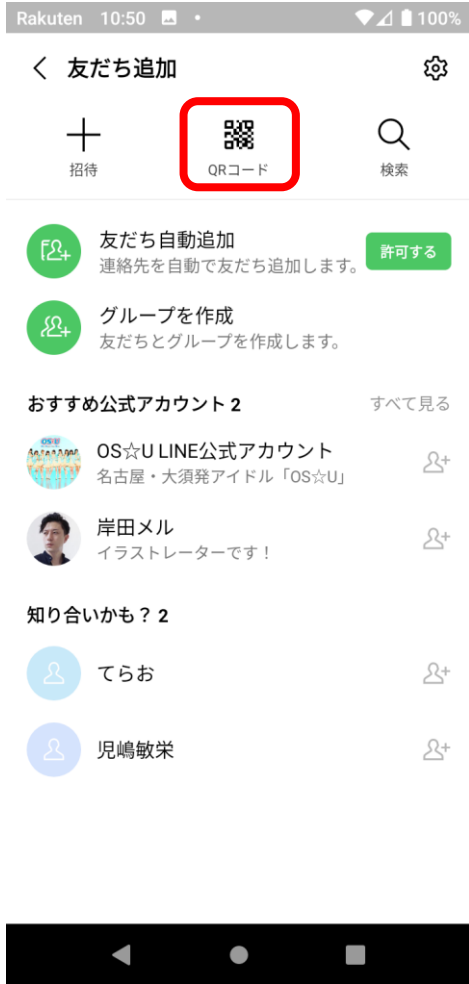 Rakuten 10:50 100%
友だち追加
招待
QRコード
検索
友だち自動追加
連絡先を自動で友だち追加します。
許可する
グループを作成
友だちとグループを作成します。
おすすめ公式アカウント 2
すべて見る
OS☆U
OS☆U LINE公式アカウント
名古屋・大須発アイドル「OS☆U」
岸田メル
イラストレーターです！
知り合いかも？ 2
てらお
児嶋敏栄